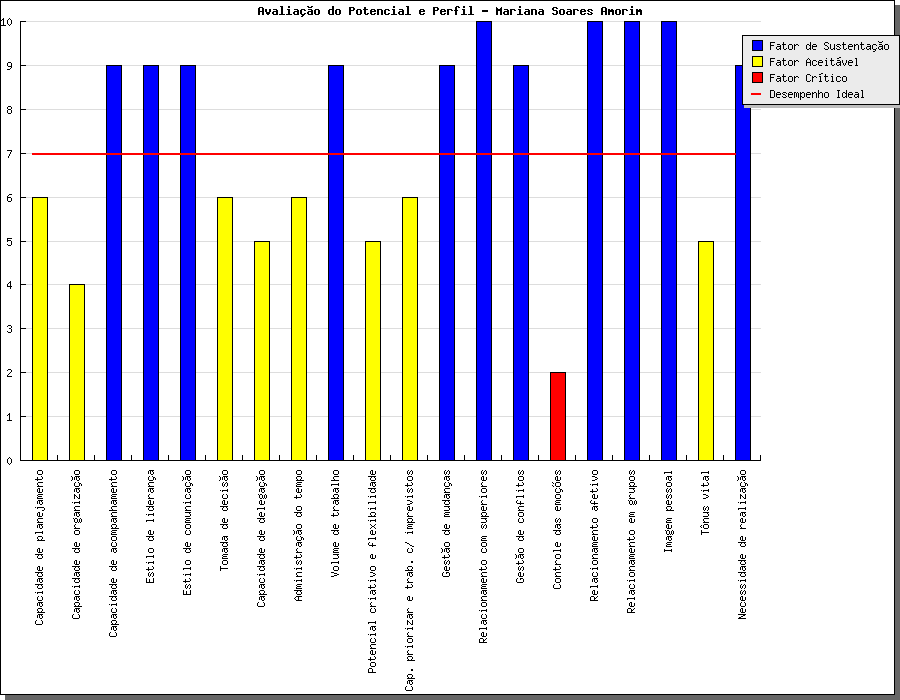 Avaliação do Potencial e Perfil - Mariana Soares Amorim
Fator de Sustentação
Fator Aceitável
Fator Crítico
Desempenho Ideal
10
9
8
7
6
5
4
3
2
1
0
Capacidade de planejamento
Capacidade de organização
Capacidade de acompanhamento
Estilo de liderança
Estilo de comunicação
Tomada de decisão
Capacidade de delegação
Administração do tempo
Volume de trabalho
Potencial criativo e flexibilidade
Cap. priorizar e trab. c/ imprevistos
Gestão de mudanças
Relacionamento com superiores
Gestão de conflitos
Controle das emoções
Relacionamento afetivo
Relacionamento em grupos
Imagem pessoal
Tônus vital
Necessidade de realização